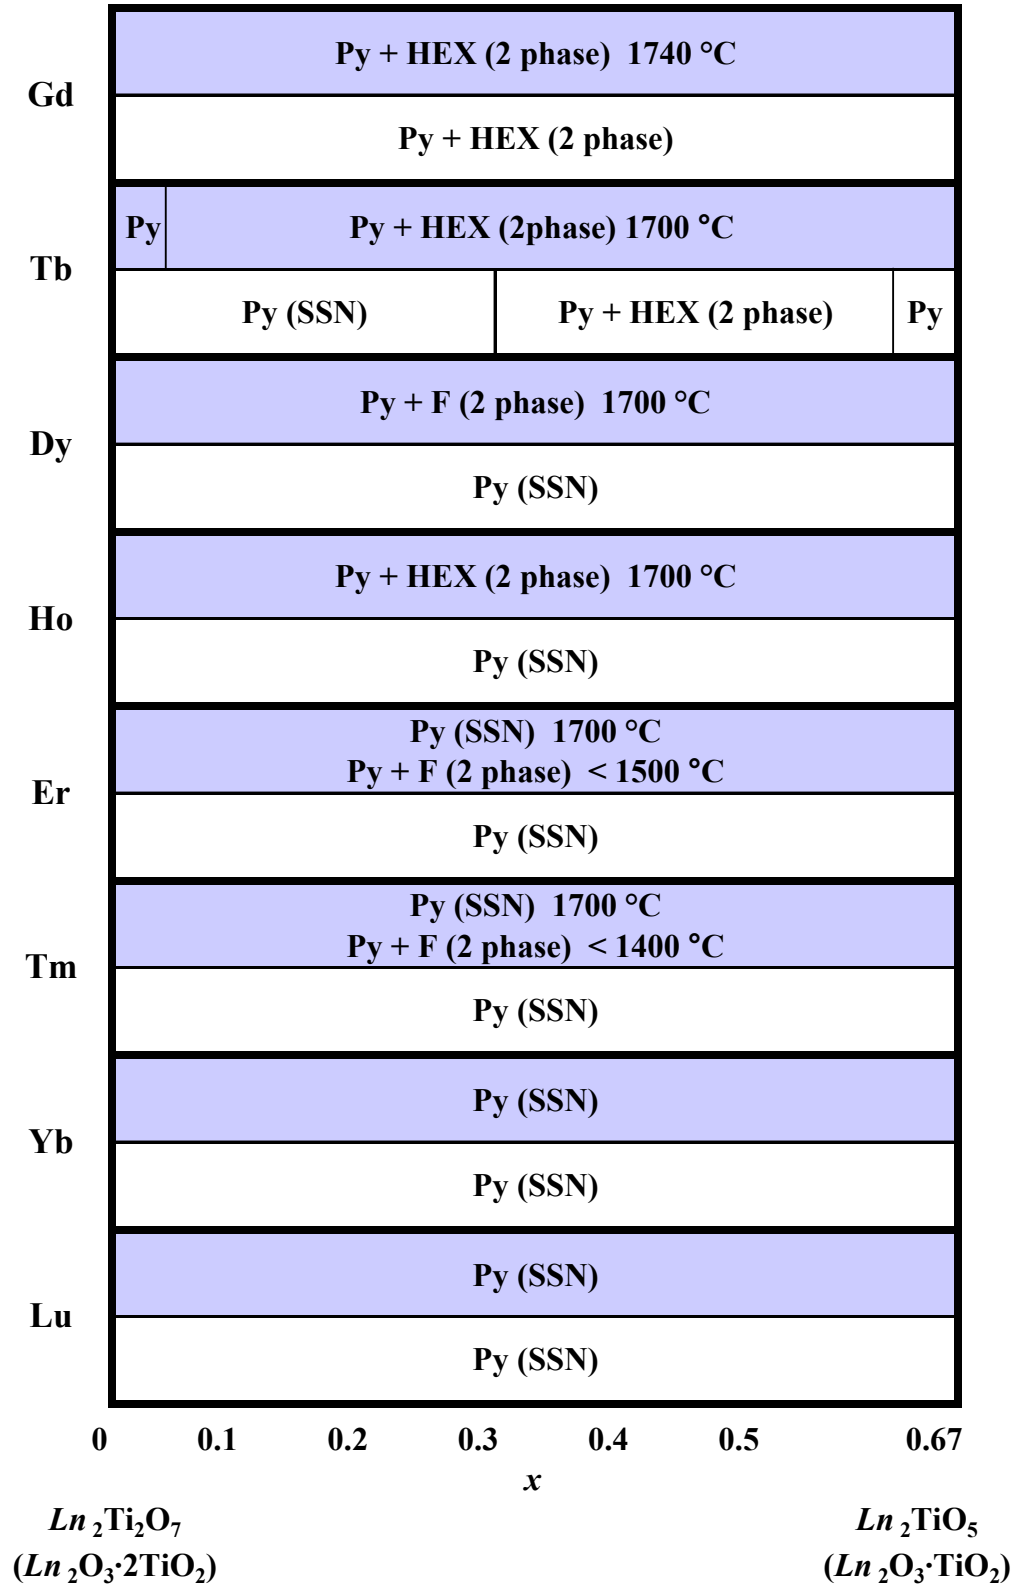 Gd
Py + HEX (2 phase) 1740 °C
Py + HEX (2 phase)
Tb
Py
Py + HEX (2phase) 1700 °C
Py (SSN)
Py + HEX (2 phase)
Py
Dy
Py + F (2 phase) 1700 °C
Py (SSN)
Ho
Py + HEX (2 phase) 1700 °C
Py (SSN)
Er
Py (SSN) 1700 °C
Py + F (2 phase) < 1500 °C
Py (SSN)
Tm
Py (SSN) 1700 °C
Py + F (2 phase) < 1400 °C
Py (SSN)
Yb
Py (SSN)
Py (SSN)
Lu
Py (SSN)
Py (SSN)
0 0.1 0.2 0.3 0.4 0.5 0.67
x
Ln₂Ti₂O₇
(Ln₂O₃·2TiO₂)
Ln₂TiO₅
(Ln₂O₃·TiO₂)